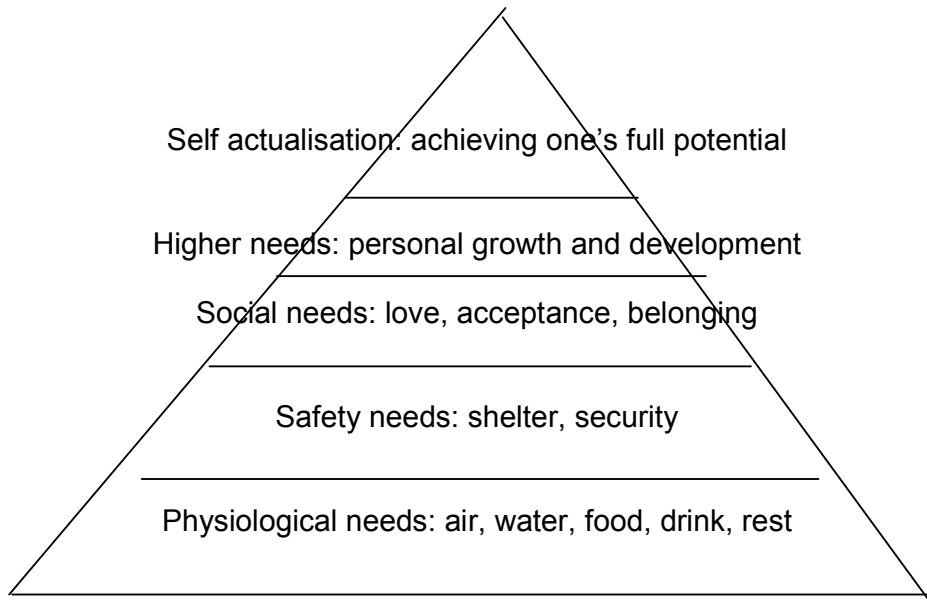 Self actualisation: achieving one’s full potential
Higher needs: personal growth and development
Social needs: love, acceptance, belonging
Safety needs: shelter, security
Physiological needs: air, water, food, drink, rest